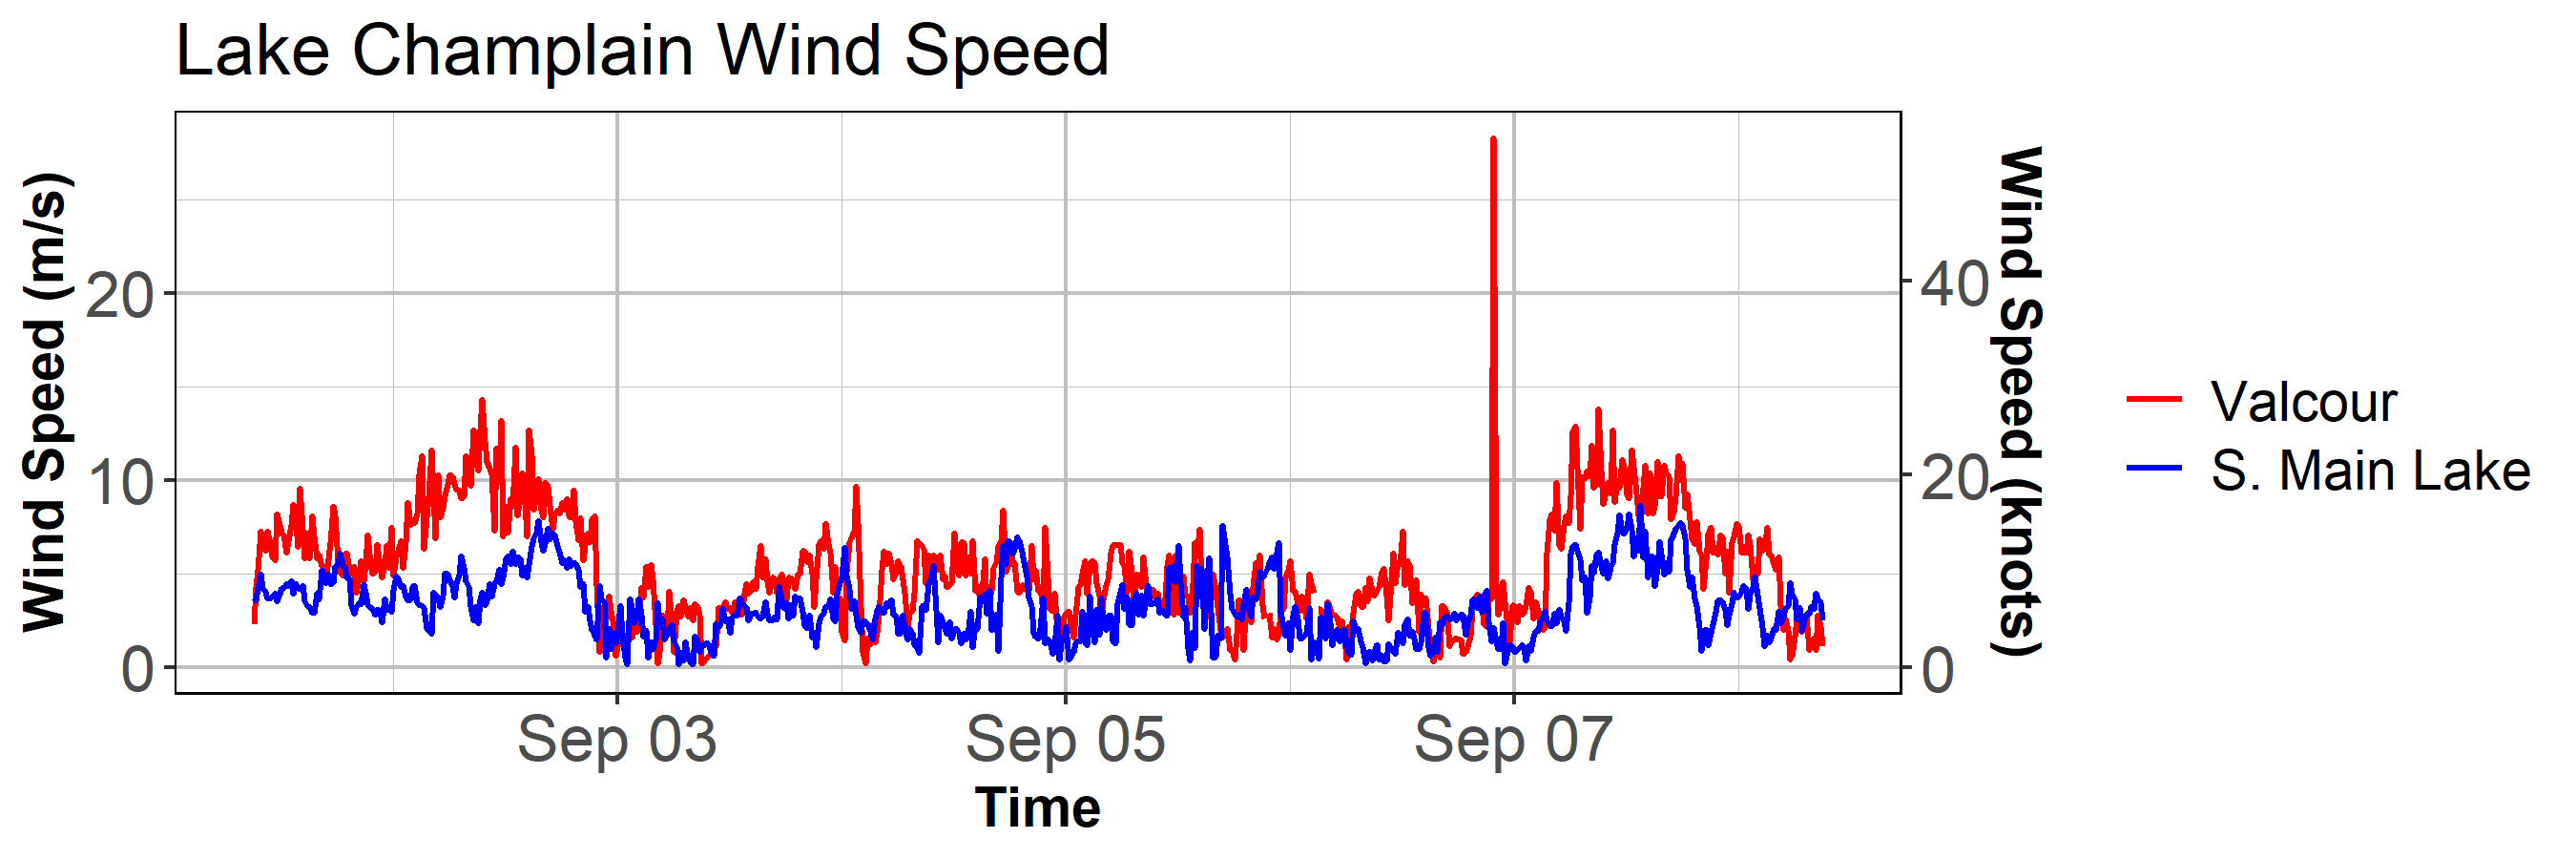 Lake Champlain Wind Speed
Wind Speed (m/s)
20
10
0
40
20
0
Wind Speed (knots)
Valcour
S. Main Lake
Sep 03
Sep 05
Sep 07
Time